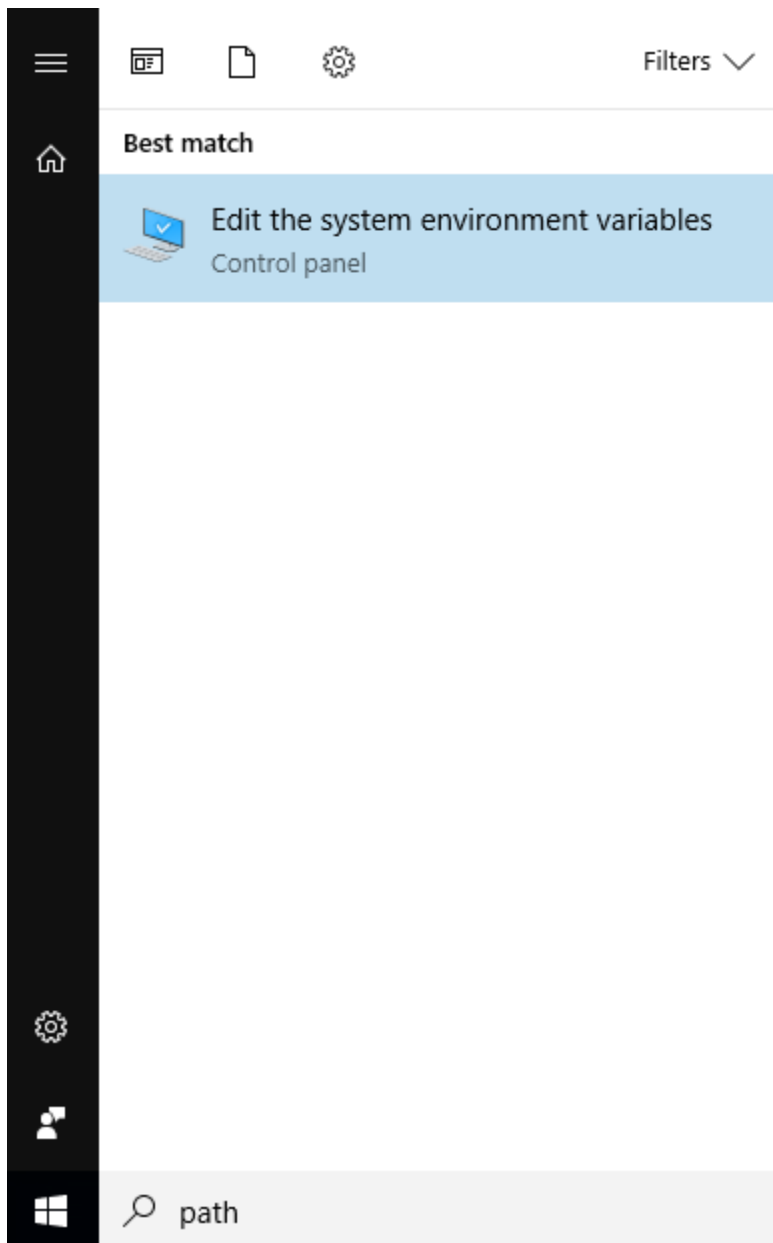 Filters
Best match
Edit the system environment variables
Control panel
path